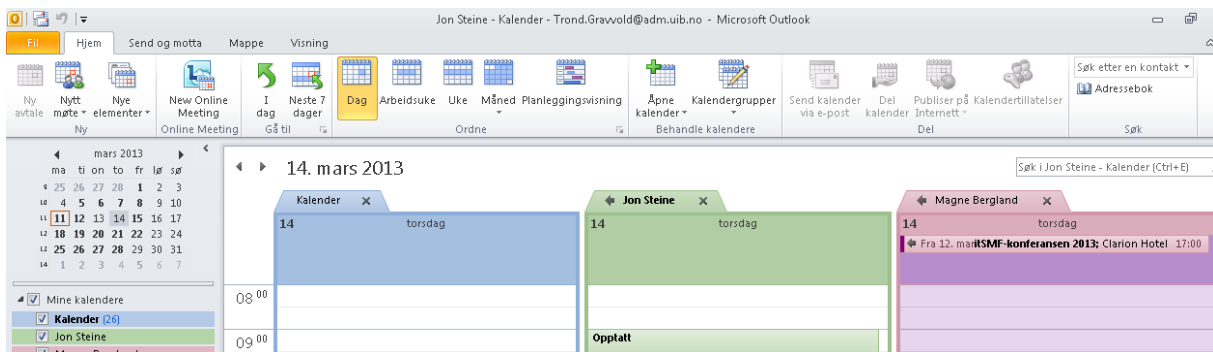 Jon Steine - Kalender - Trond.Gravvold@adm.uib.no - Microsoft Outlook
Fil Hjem Send og motta Mappe Visning
Ny avtale
Nytt møte
Nye elementer
Ny
New Online Meeting
Online Meeting
I dag
Neste 7 dager
Gå til
Dag Arbeidsuke Uke Måned Planleggingsvisning
Ordne
Åpne kalender
Kalendergrupper
Behandle kalendere
Send kalender via e-post
Del kalender
Publiser på Internett
Kalendertillatelser
Del
Søk etter en kontakt
Adressebok
Søk
mars 2013
ma ti on to fr lø sø
9 25 26 27 28 1 2 3
10 4 5 6 7 8 9 10
11 11 12 13 14 15 16 17
12 18 19 20 21 22 23 24
13 25 26 27 28 29 30 31
14 1 2 3 4 5 6 7
Mine kalendere
Kalender (26)
Jon Steine
14. mars 2013
Søk i Jon Steine - Kalender (Ctrl+E)
Kalender Jon Steine Magne Bergland
14 torsdag 14 torsdag 14 torsdag
Fra 12. mar itSMF-konferansen 2013; Clarion Hotel 17:00
08 00
09 00
Opptatt